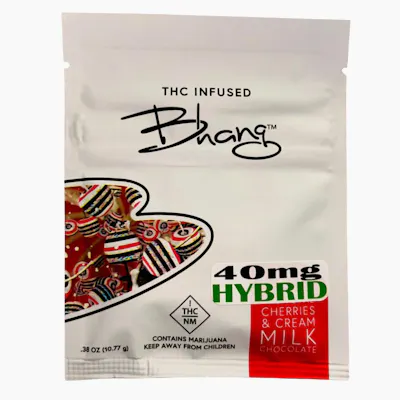 THC INFUSED
Bhang™
40mg
HYBRID
CHERRIES
& CREAM
MILK
CHOCOLATE
!
THC
NM
CONTAINS MARIJUANA
KEEP AWAY FROM CHILDREN
.38 OZ (10.77 g)